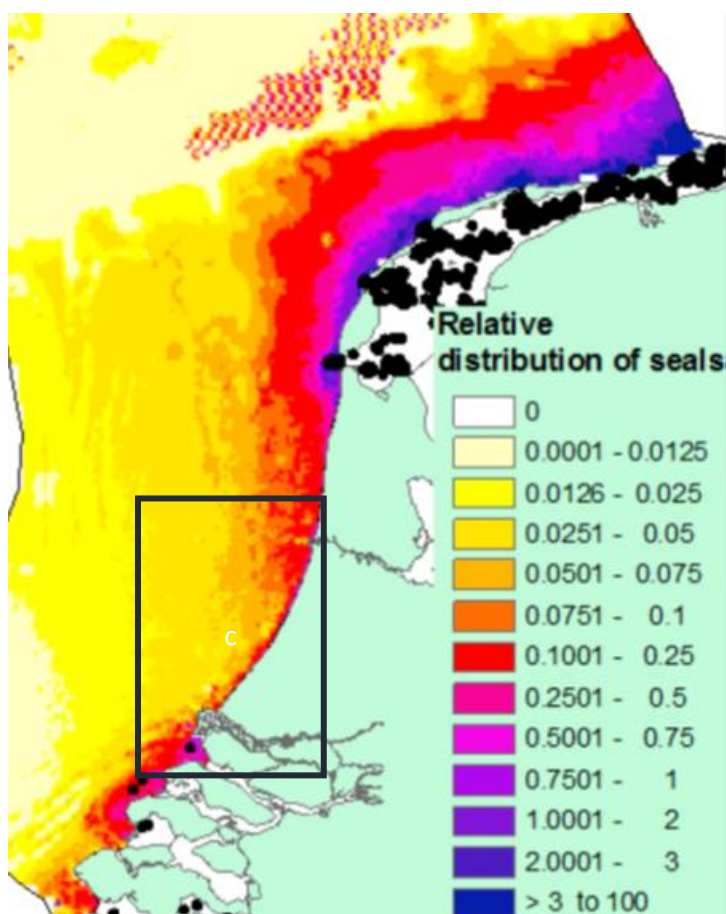 Relative
distribution of seals
0
0.0001 - 0.0125
0.0126 - 0.025
0.0251 - 0.05
0.0501 - 0.075
0.0751 - 0.1
0.1001 - 0.25
0.2501 - 0.5
0.5001 - 0.75
0.7501 - 1
1.0001 - 2
2.0001 - 3
> 3 to 100
c